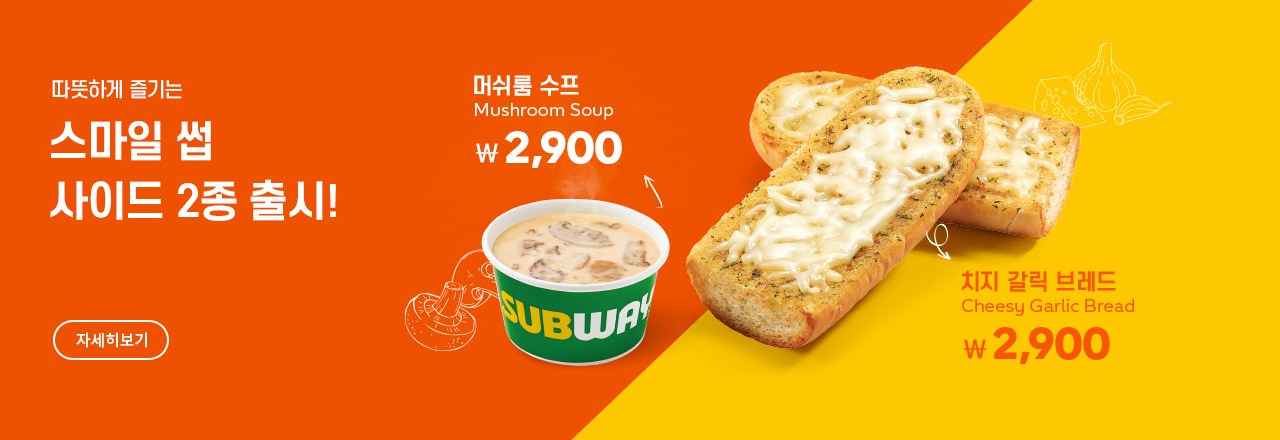 따뜻하게 즐기는
스마일 썹
사이드 2종 출시!
자세히보기
머쉬룸 수프
Mushroom Soup
₩ 2,900
SUBWAY
치지 갈릭 브레드
Cheesy Garlic Bread
₩ 2,900